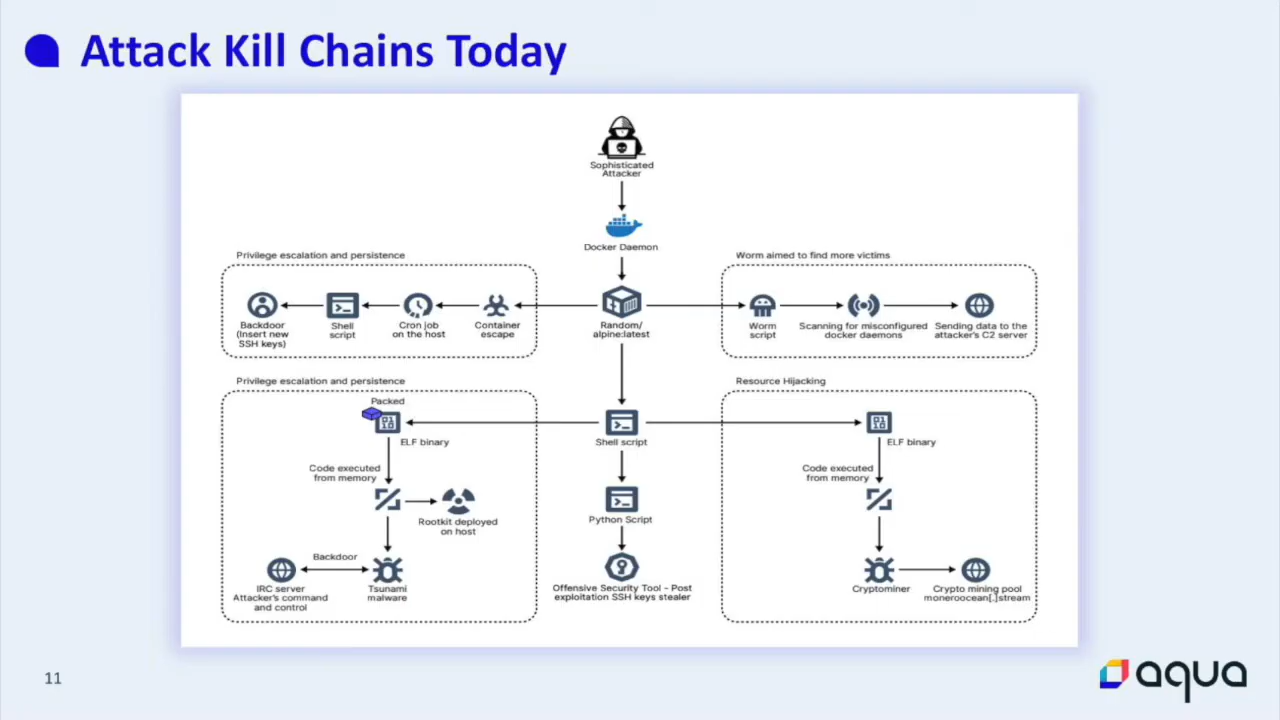 Attack Kill Chains Today
Sophisticated
Attacker
Docker Daemon
Privilege escalation and persistence
Backdoor
(Insert new
SSH keys)
Shell
script
Cron job
on the host
Container
escape
Random/
alpine:latest
Worm aimed to find more victims
Worm
script
Scanning for misconfigured
docker daemons
Sending data to the
attacker's C2 server
Privilege escalation and persistence
Packed
ELF binary
Code executed
from memory
Rootkit deployed
on host
Backdoor
IRC server
Attacker's command
and control
Tsunami
malware
Shell script
Python Script
Offensive Security Tool - Post
exploitation SSH keys stealer
Resource Hijacking
ELF binary
Code executed
from memory
Cryptominer
Crypto mining pool
moneroocean[.]stream
11
aqua